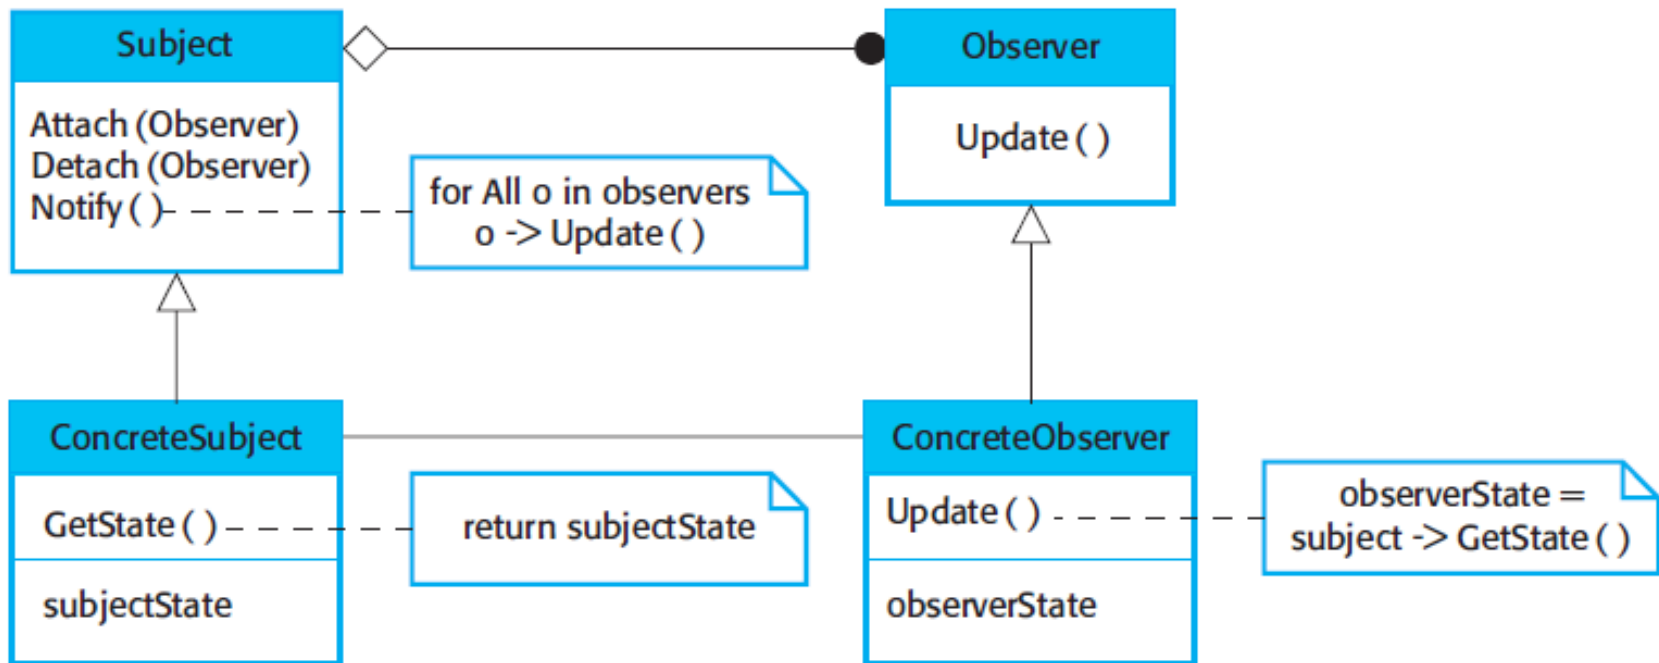 Subject
Attach (Observer)
Detach (Observer)
Notify ( )
for All o in observers
o -> Update ( )
Observer
Update ( )
ConcreteSubject
GetState ( )
subjectState
return subjectState
ConcreteObserver
Update ( )
observerState
observerState =
subject -> GetState ( )